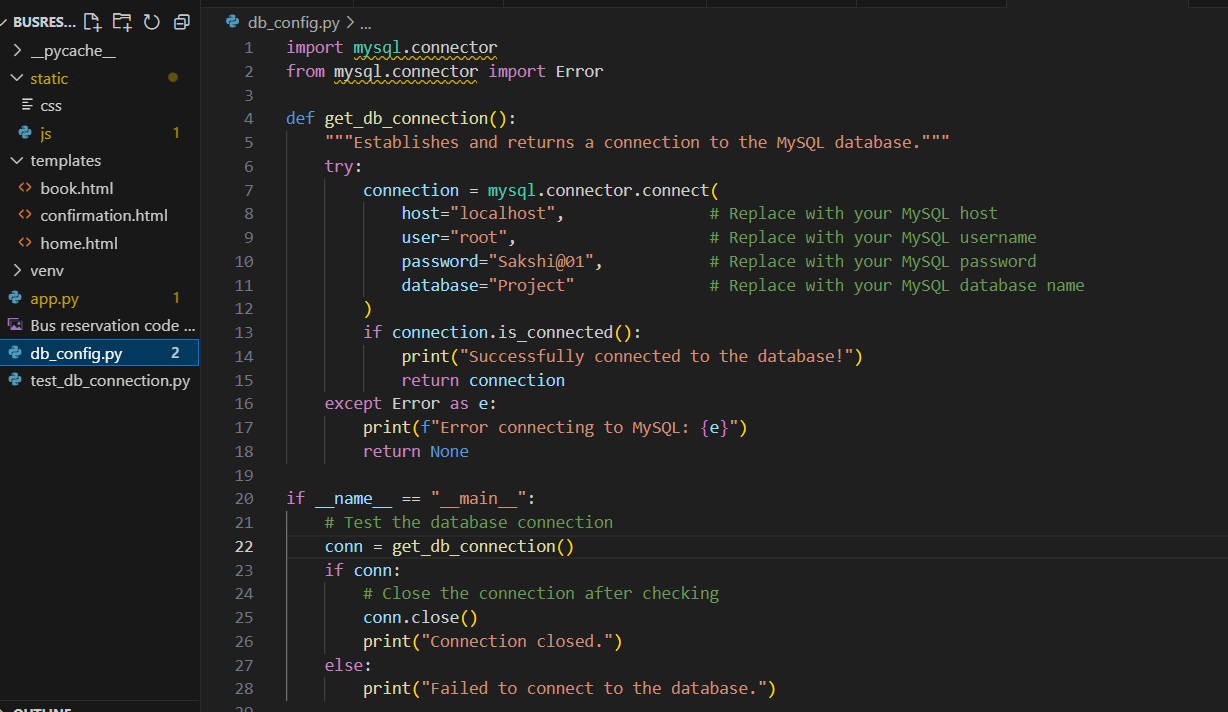 BUSRES...
__pycache__
static
css
js 1
templates
book.html
confirmation.html
home.html
venv
app.py 1
Bus reservation code ...
db_config.py 2
test_db_connection.py
OUTLINE
db_config.py > ...
1 import mysql.connector
2 from mysql.connector import Error
3
4 def get_db_connection():
5 """Establishes and returns a connection to the MySQL database."""
6 try:
7 connection = mysql.connector.connect(
8 host="localhost", # Replace with your MySQL host
9 user="root", # Replace with your MySQL username
10 password="Sakshi@01", # Replace with your MySQL password
11 database="Project" # Replace with your MySQL database name
12 )
13 if connection.is_connected():
14 print("Successfully connected to the database!")
15 return connection
16 except Error as e:
17 print(f"Error connecting to MySQL: {e}")
18 return None
19
20 if __name__ == "__main__":
21 # Test the database connection
22 conn = get_db_connection()
23 if conn:
24 # Close the connection after checking
25 conn.close()
26 print("Connection closed.")
27 else:
28 print("Failed to connect to the database.")
29